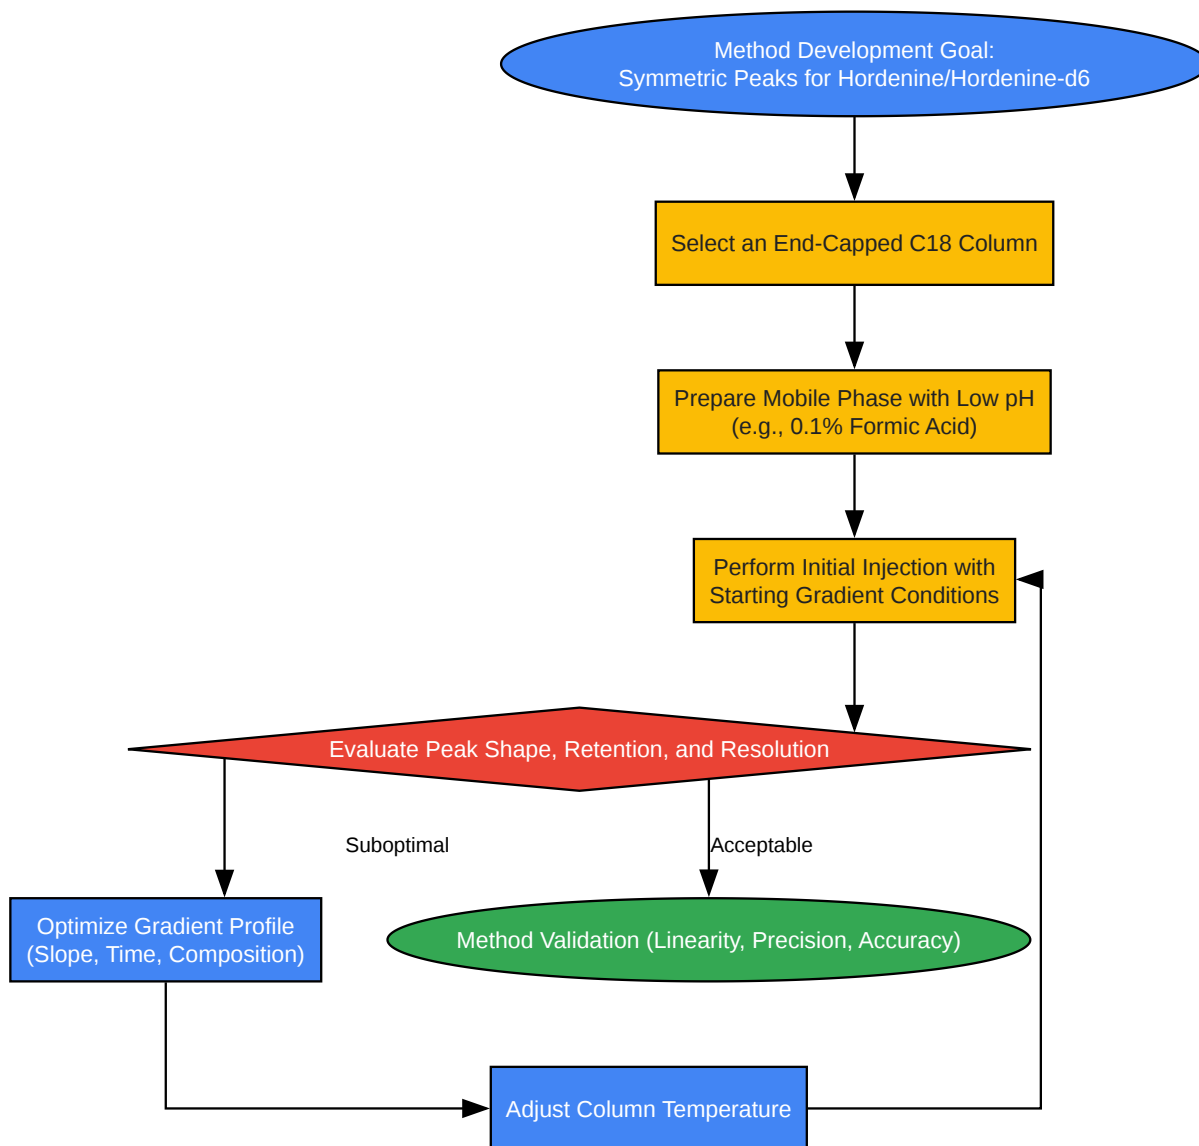 Method Development Goal:
Symmetric Peaks for Hordenine/Hordenine-d6
Select an End-Capped C18 Column
Prepare Mobile Phase with Low pH
(e.g., 0.1% Formic Acid)
Perform Initial Injection with
Starting Gradient Conditions
Evaluate Peak Shape, Retention, and Resolution
Suboptimal
Acceptable
Optimize Gradient Profile
(Slope, Time, Composition)
Method Validation (Linearity, Precision, Accuracy)
Adjust Column Temperature